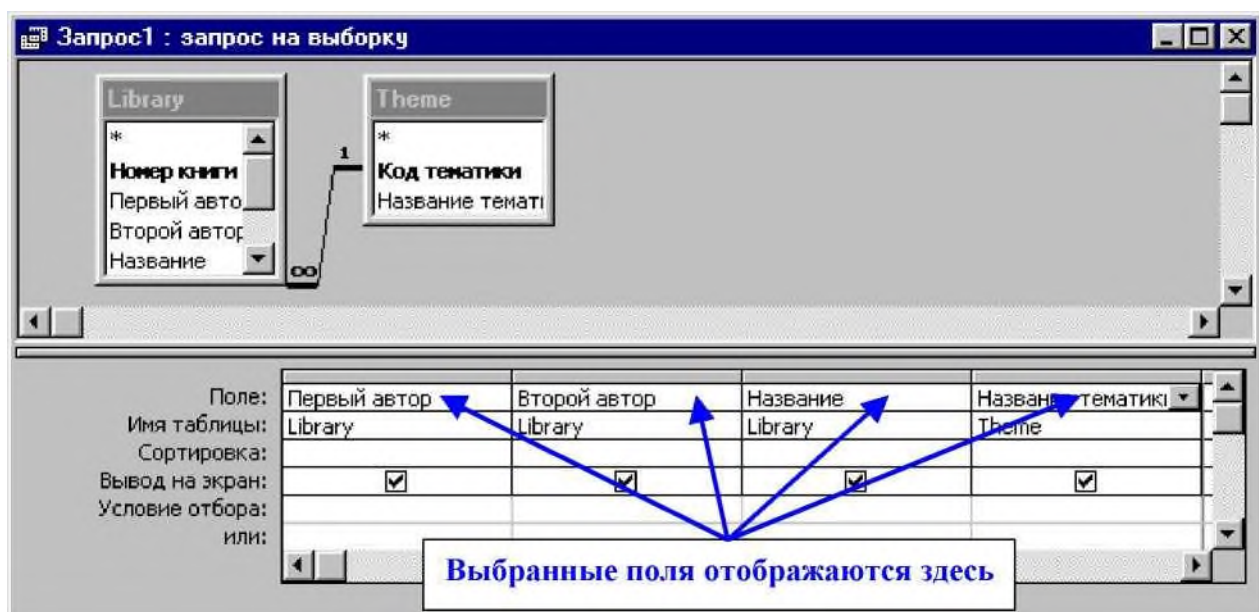 Запрос1 : запрос на выборку
Library
*
Номер книги
Первый авто
Второй автор
Название
Theme
*
Код тематики
Название темати
1
∞
Поле: Первый автор Второй автор Название Название тематики
Имя таблицы: Library Library Library Theme
Сортировка:
Вывод на экран:
Условие отбора:
или:
Выбранные поля отображаются здесь